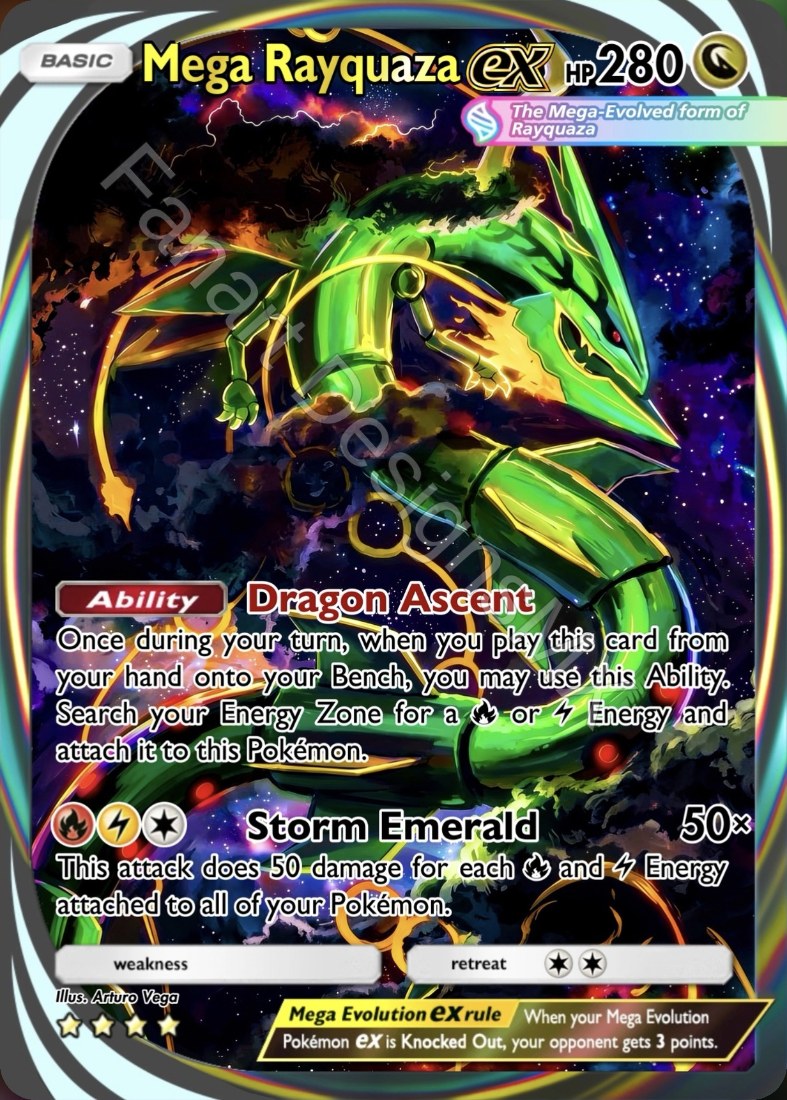 BASIC
Mega Rayquaza ex HP 280
The Mega-Evolved form of
Rayquaza
Fanart Designs
Ability Dragon Ascent
Once during your turn, when you play this card from
your hand onto your Bench, you may use this Ability.
Search your Energy Zone for a or Energy and
attach it to this Pokémon.
Storm Emerald 50×
This attack does 50 damage for each and Energy
attached to all of your Pokémon.
weakness
retreat
Illus. Arturo Vega
Mega Evolution ex rule When your Mega Evolution
Pokémon ex is Knocked Out, your opponent gets 3 points.